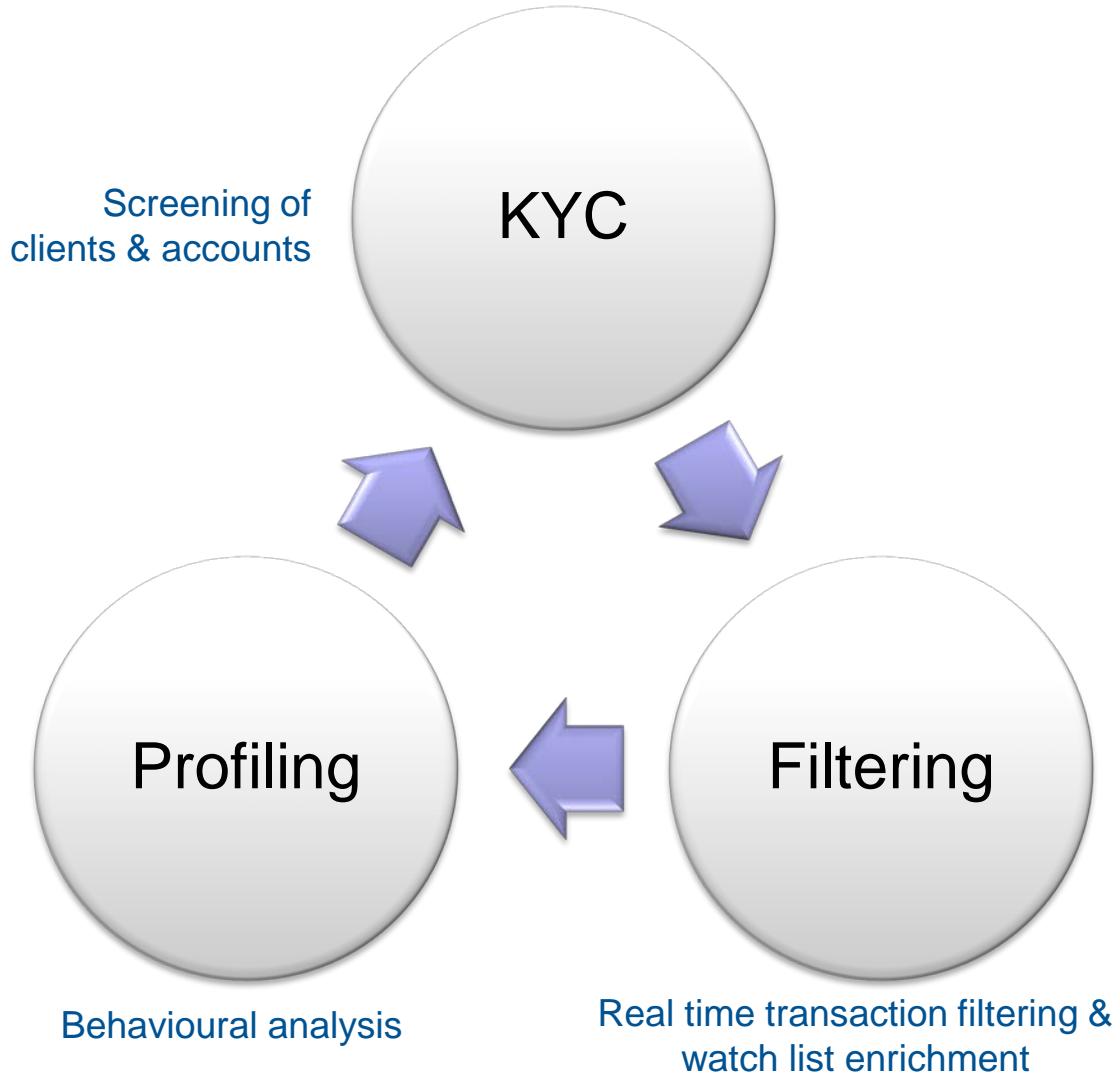 KYC
Screening of
clients & accounts
Profiling
Filtering
Behavioural analysis
Real time transaction filtering &
watch list enrichment